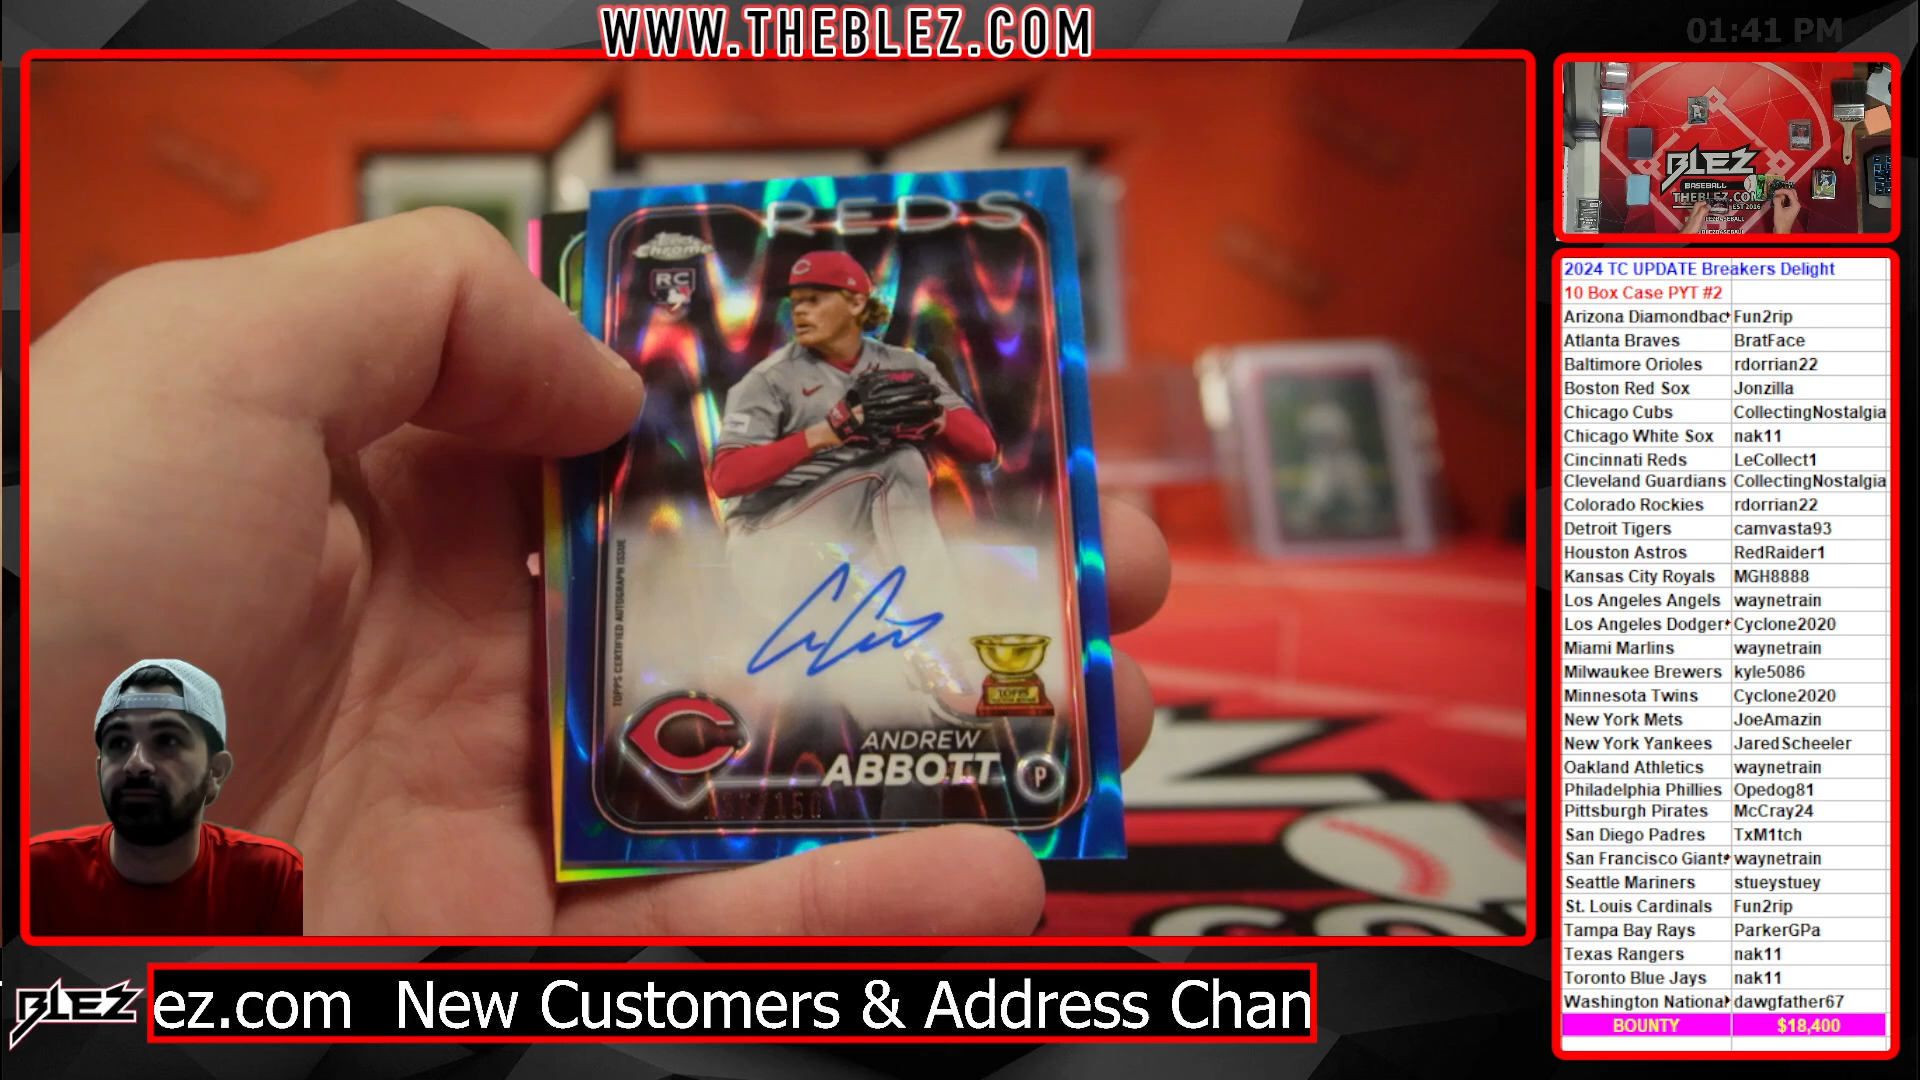 WWW.THEBLEZ.COM
01:41 PM
REDS
Topps
Chrome
RC
TOPPS CERTIFIED AUTOGRAPH ISSUE
TOPPS
ANDREW
ABBOTT
P
BLEZ
BASEBALL
THEBLEZ.COM
EST 2016
2024 TC UPDATE Breakers Delight
10 Box Case PYT #2
Arizona Diamondbac Fun2rip
Atlanta Braves BratFace
Baltimore Orioles rdorrian22
Boston Red Sox Jonzilla
Chicago Cubs CollectingNostalgia
Chicago White Sox nak11
Cincinnati Reds LeCollect1
Cleveland Guardians CollectingNostalgia
Colorado Rockies rdorrian22
Detroit Tigers camvasta93
Houston Astros RedRaider1
Kansas City Royals MGH8888
Los Angeles Angels waynetrain
Los Angeles Dodger Cyclone2020
Miami Marlins waynetrain
Milwaukee Brewers kyle5086
Minnesota Twins Cyclone2020
New York Mets JoeAmazin
New York Yankees JaredScheeler
Oakland Athletics waynetrain
Philadelphia Phillies Opedog81
Pittsburgh Pirates McCray24
San Diego Padres TxM1tch
San Francisco Giants waynetrain
Seattle Mariners stueystuey
St. Louis Cardinals Fun2rip
Tampa Bay Rays ParkerGPa
Texas Rangers nak11
Toronto Blue Jays nak11
Washington National dawgfather67
BOUNTY $18,400
BLEZ
ez.com New Customers & Address Chan